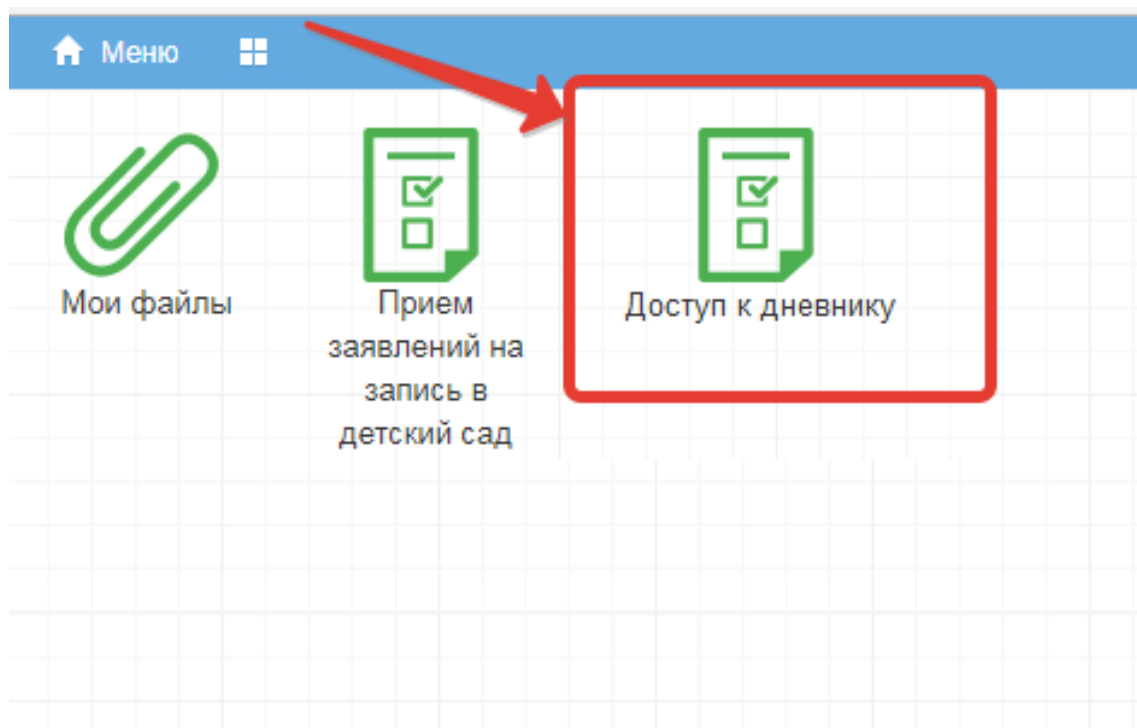 Меню
Мои файлы
Прием
заявлений на
запись в
детский сад
Доступ к дневнику